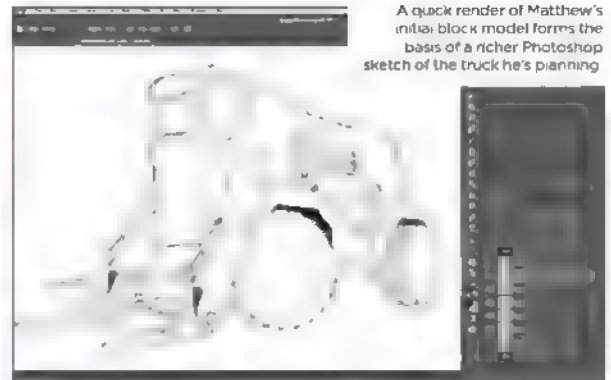 A quick render of Matthew's
initial block model forms the
basis of a richer Photoshop
sketch of the truck he's planning